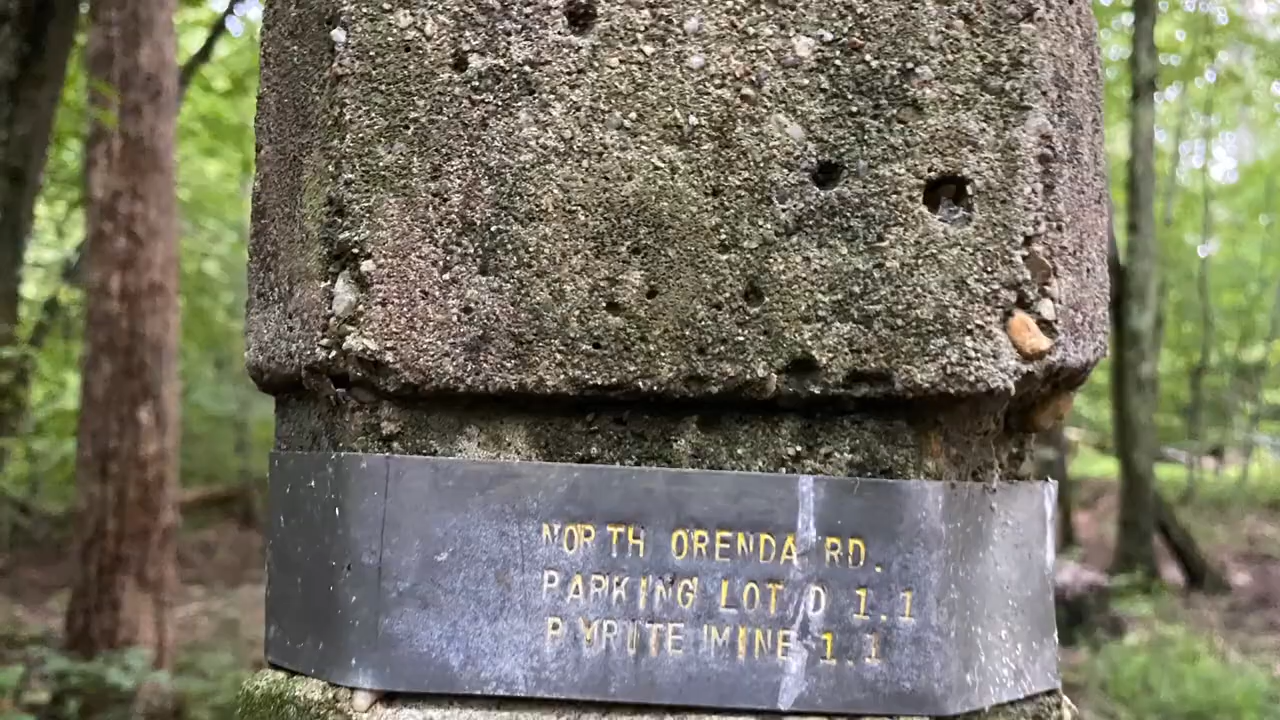 NORTH ORENDA RD.
PARKING LOT D 1.1
PYRITE MINE 1.1